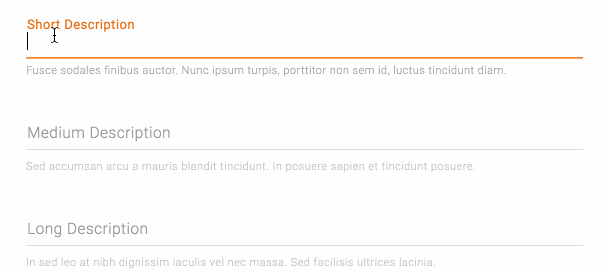 Short Description
Fusce sodales finibus auctor. Nunc ipsum turpis, porttitor non sem id, luctus tincidunt diam.
Medium Description
Sed accumsan arcu a mauris blandit tincidunt. In posuere sapien et tincidunt posuere.
Long Description
In sed leo at nibh dignissim iaculis vel nec massa. Sed facilisis ultrices lacinia.